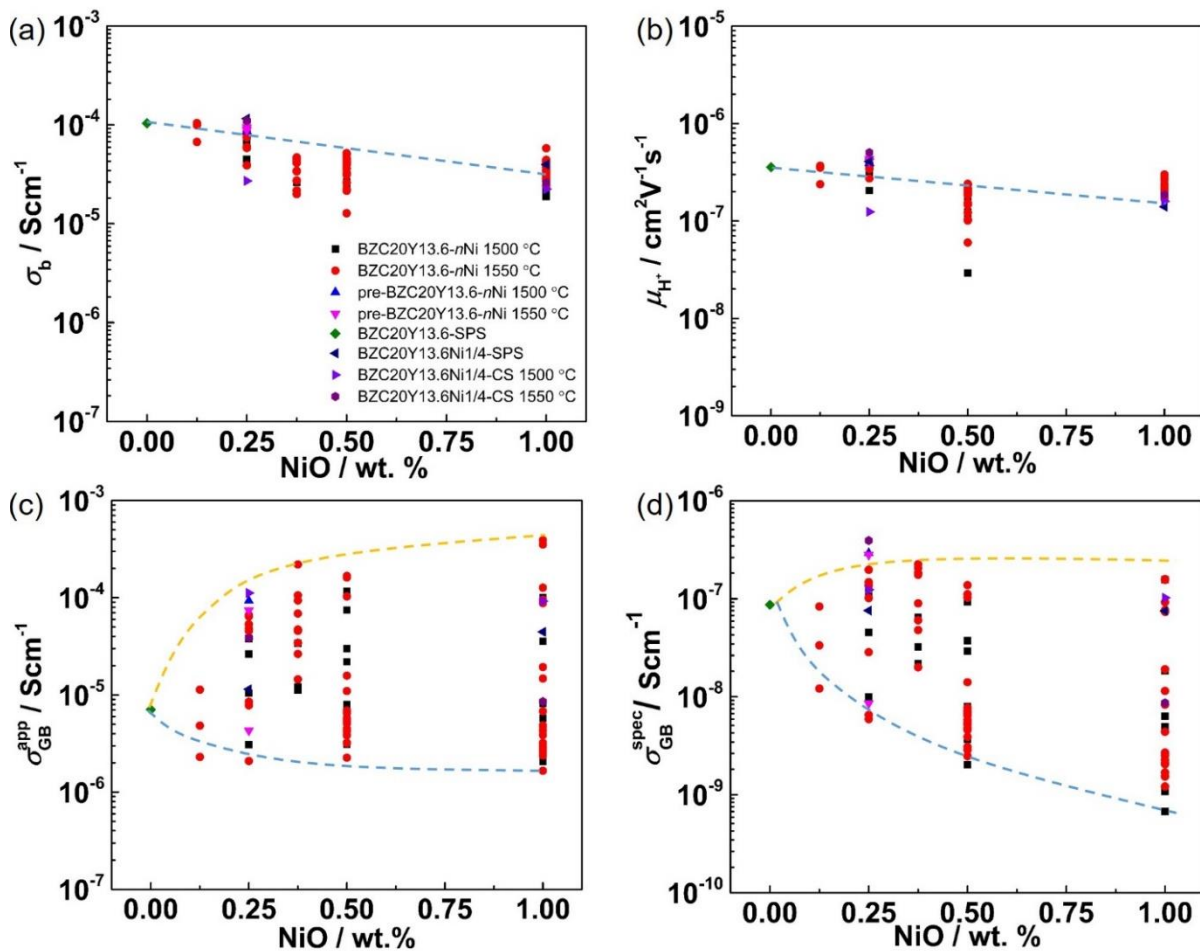 (a)
10⁻³
10⁻⁴
10⁻⁵
10⁻⁶
10⁻⁷
σb / Scm⁻¹
BZC20Y13.6-nNi 1500 °C
BZC20Y13.6-nNi 1550 °C
pre-BZC20Y13.6-nNi 1500 °C
pre-BZC20Y13.6-nNi 1550 °C
BZC20Y13.6-SPS
BZC20Y13.6Ni1/4-SPS
BZC20Y13.6Ni1/4-CS 1500 °C
BZC20Y13.6Ni1/4-CS 1550 °C
0.00 0.25 0.50 0.75 1.00
NiO / wt. %
(b)
10⁻⁵
10⁻⁶
10⁻⁷
10⁻⁸
10⁻⁹
μH⁺ / cm²V⁻¹s⁻¹
0.00 0.25 0.50 0.75 1.00
NiO / wt.%
(c)
10⁻³
10⁻⁴
10⁻⁵
10⁻⁶
10⁻⁷
σGB^app / Scm⁻¹
0.00 0.25 0.50 0.75 1.00
NiO / wt. %
(d)
10⁻⁶
10⁻⁷
10⁻⁸
10⁻⁹
10⁻¹⁰
σGB^spec / Scm⁻¹
0.00 0.25 0.50 0.75 1.00
NiO / wt. %